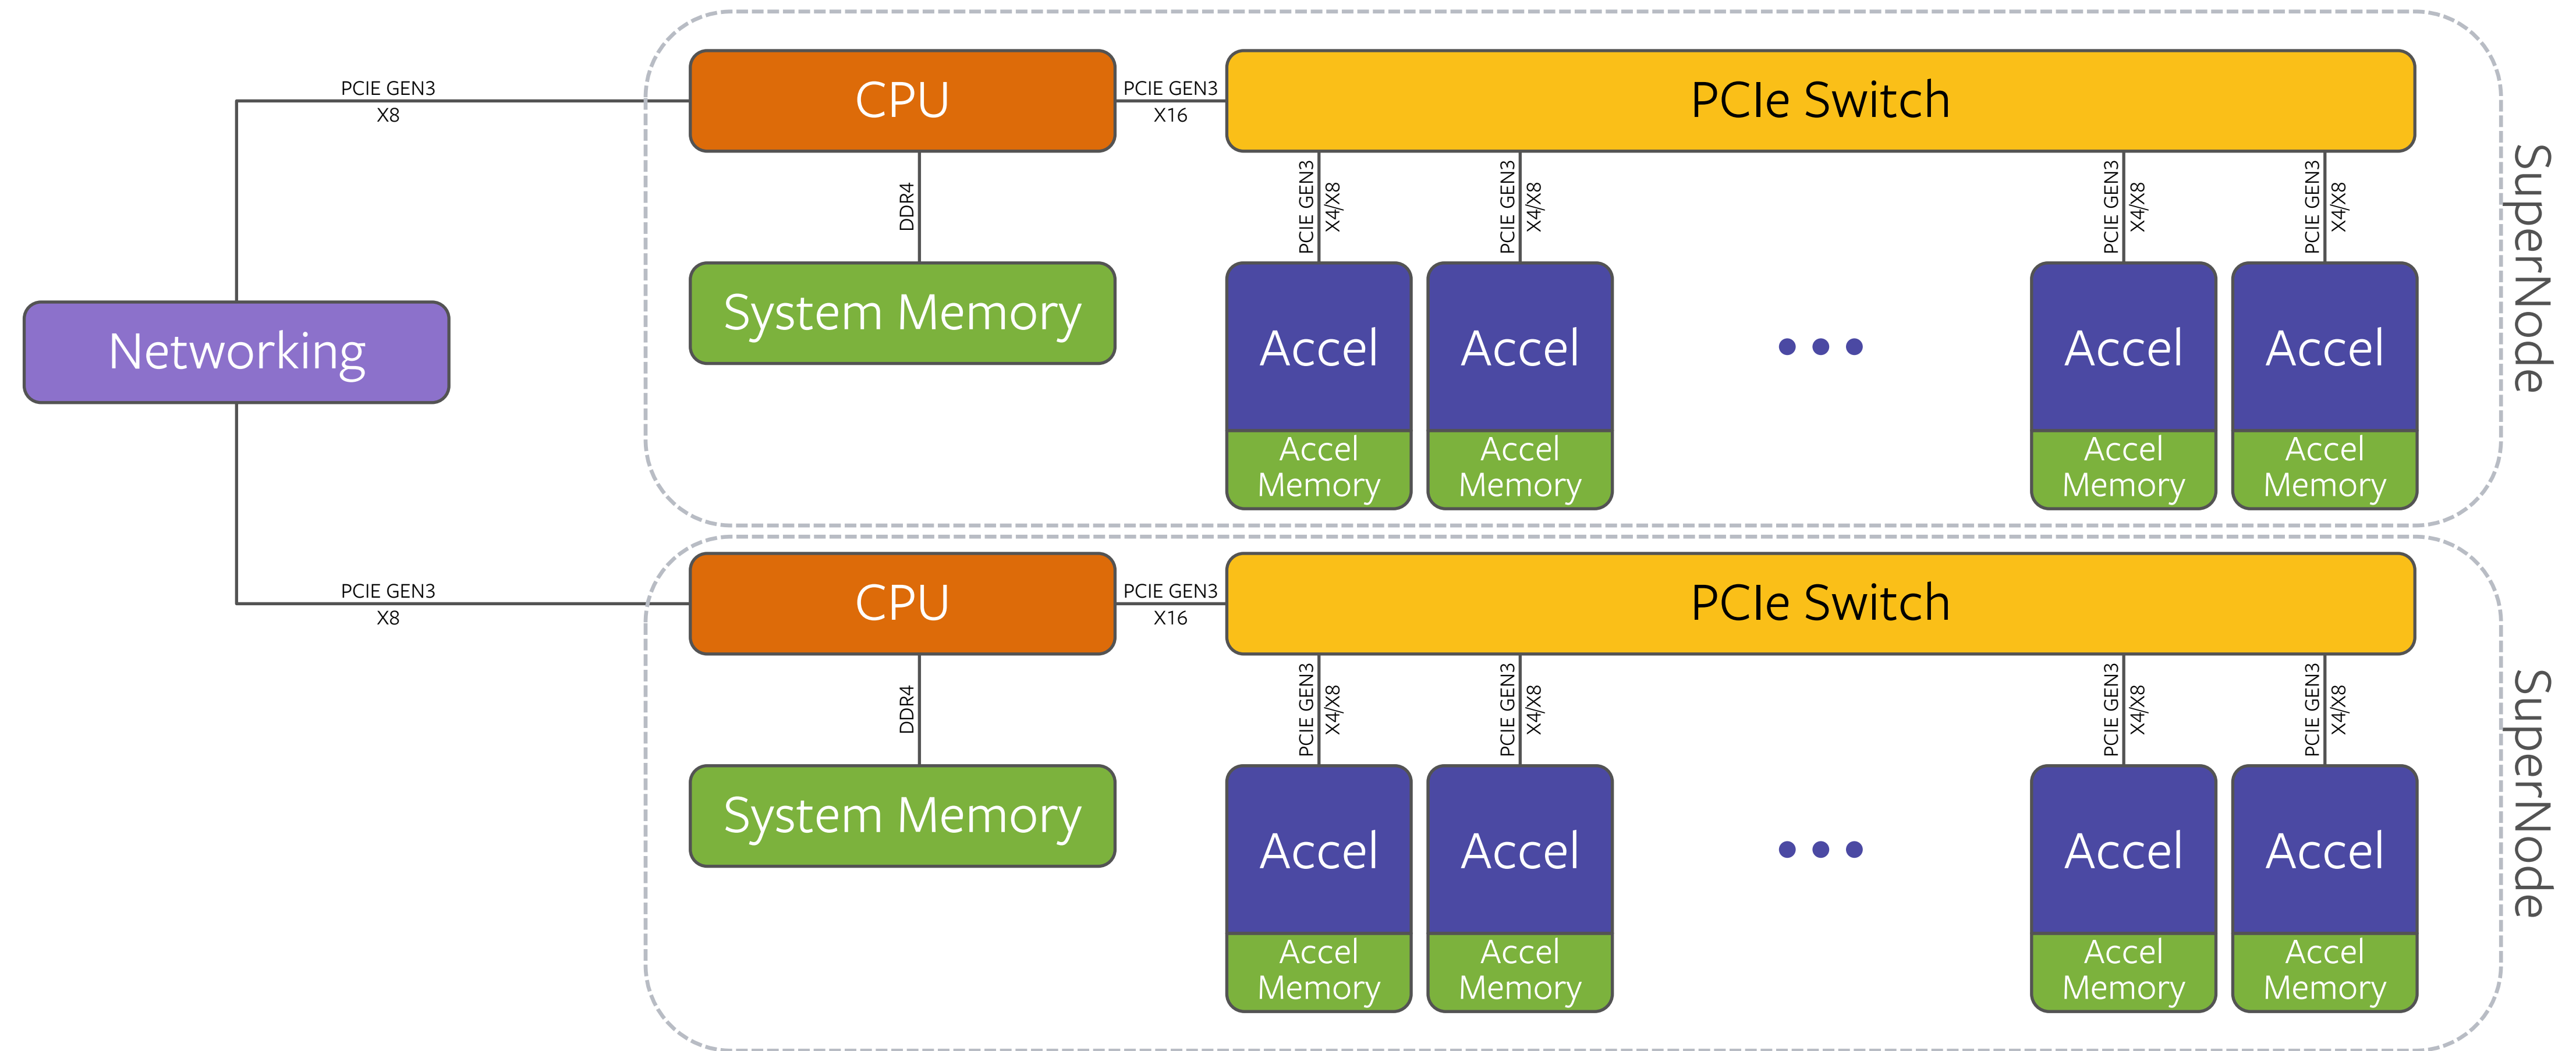 PCIE GEN3
X8
CPU
PCIE GEN3
X16
PCIe Switch
DDR4
PCIE GEN3
X4/X8
PCIE GEN3
X4/X8
PCIE GEN3
X4/X8
PCIE GEN3
X4/X8
System Memory
Networking
Accel
Accel
Memory
Accel
Accel
Memory
Accel
Accel
Memory
Accel
Accel
Memory
SuperNode
PCIE GEN3
X8
CPU
PCIE GEN3
X16
PCIe Switch
DDR4
PCIE GEN3
X4/X8
PCIE GEN3
X4/X8
PCIE GEN3
X4/X8
PCIE GEN3
X4/X8
System Memory
Accel
Accel
Memory
Accel
Accel
Memory
Accel
Accel
Memory
Accel
Accel
Memory
SuperNode